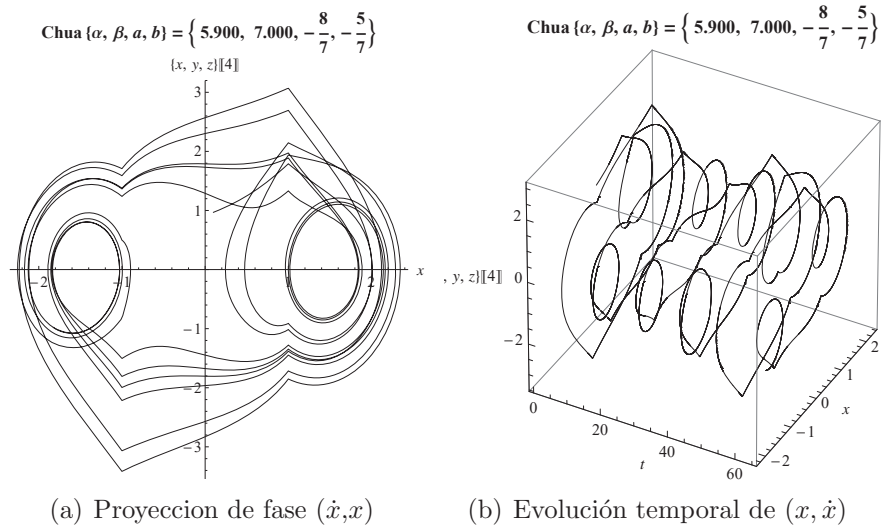 Chua {α, β, a, b} = { 5.900, 7.000, −8/7, −5/7}
{x, y, z}⟦4⟧
3
2
1
−2
−1
1
2
x
−1
−2
−3
(a) Proyeccion de fase (ẋ,x)
Chua {α, β, a, b} = { 5.900, 7.000, −8/7, −5/7}
2
0
, y, z}⟦4⟧
−2
0
20
40
60
t
−2
−1
0
1
2
x
(b) Evolución temporal de (x, ẋ)